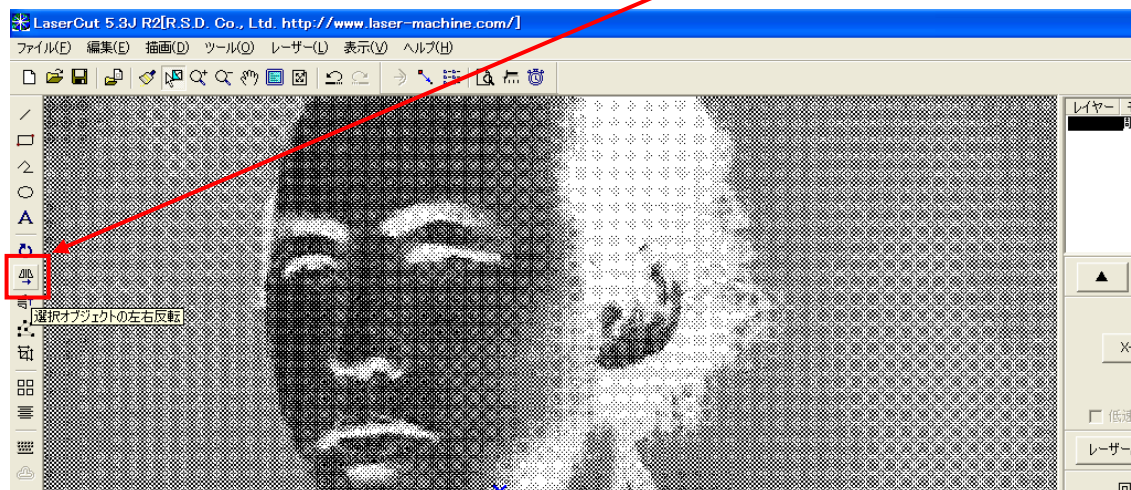 LaserCut 5.3J R2[R.S.D. Co., Ltd. http://www.laser-machine.com/]
ファイル(F) 編集(E) 描画(D) ツール(O) レーザー(L) 表示(V) ヘルプ(H)
レイヤー
A
選択オブジェクトの左右反転
X-
低速
レーザー